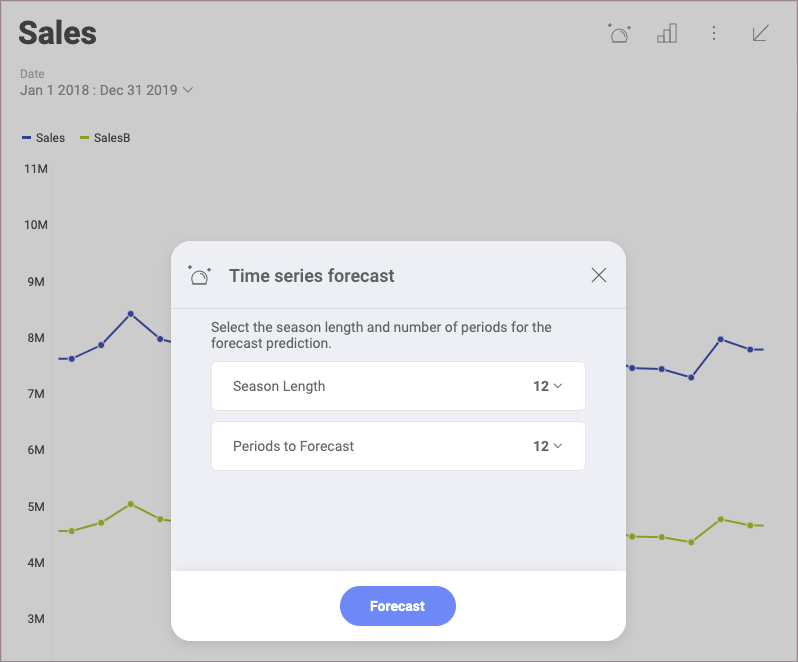 Sales
Date
Jan 1 2018 : Dec 31 2019
Sales SalesB
11M
10M
9M
8M
7M
6M
5M
4M
3M
Time series forecast
Select the season length and number of periods for the
forecast prediction.
Season Length 12
Periods to Forecast 12
Forecast